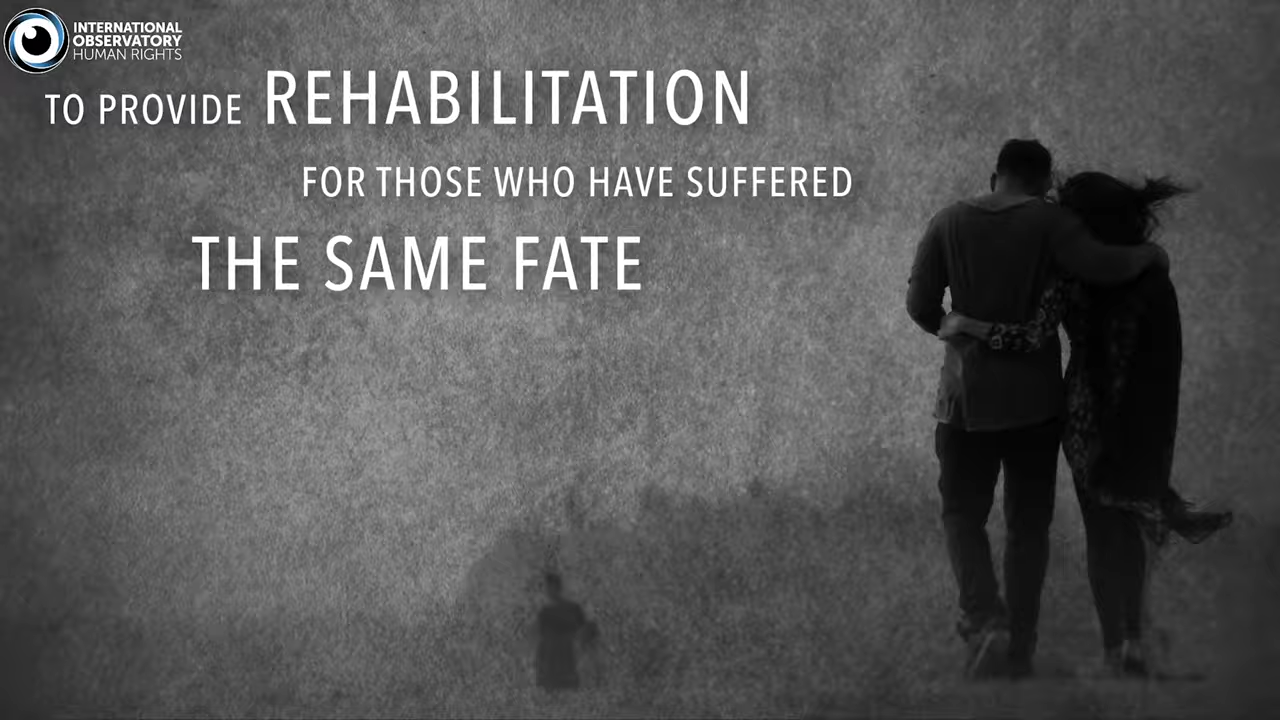 INTERNATIONAL
OBSERVATORY
HUMAN RIGHTS
TO PROVIDE REHABILITATION
FOR THOSE WHO HAVE SUFFERED
THE SAME FATE